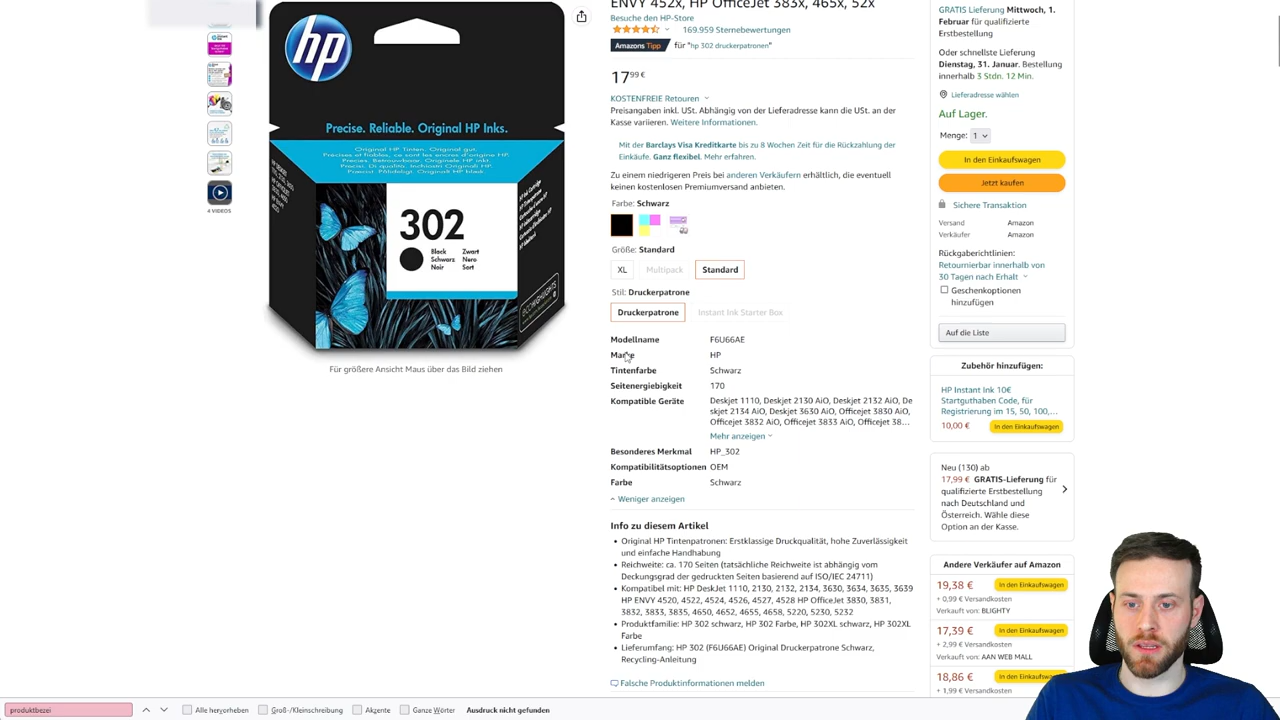 ENVY 452x, HP OfficeJet 383x, 465x, 52x
Besuche den HP-Store
169.959 Sternebewertungen
Amazons Tipp für "hp 302 druckerpatronen"
17,99 €
KOSTENFREIE Retouren
Preisangaben inkl. USt. Abhängig von der Lieferadresse kann die USt. an der
Kasse variieren. Weitere Informationen.
Mit der Barclays Visa Kreditkarte bis zu 8 Wochen Zeit für die Rückzahlung der
Einkäufe. Ganz flexibel. Mehr erfahren.
Zu einem niedrigeren Preis bei anderen Verkäufern erhältlich, die eventuell
keinen kostenlosen Premiumversand anbieten.
Farbe: Schwarz
Größe: Standard
XL Multipack Standard
Stil: Druckerpatrone
Druckerpatrone Instant Ink Starter Box
Modellname F6U66AE
Marke HP
Tintenfarbe Schwarz
Seitenergiebigkeit 170
Kompatible Geräte Deskjet 1110, Deskjet 2130 AiO, Deskjet 2132 AiO, De
skjet 2134 AiO, Deskjet 3630 AiO, Officejet 3830 AiO,
Officejet 3832 AiO, Officejet 3833 AiO, Officejet 38...
Mehr anzeigen
Besonderes Merkmal HP_302
Kompatibilitätsoptionen OEM
Farbe Schwarz
Weniger anzeigen
Info zu diesem Artikel
• Original HP Tintenpatronen: Erstklassige Druckqualität, hohe Zuverlässigkeit
und einfache Handhabung
• Reichweite: ca. 170 Seiten (tatsächliche Reichweite ist abhängig vom
Deckungsgrad der gedruckten Seiten basierend auf ISO/IEC 24711)
• Kompatibel mit: HP DeskJet 1110, 2130, 2132, 2134, 3630, 3634, 3635, 3639
HP ENVY 4520, 4522, 4524, 4526, 4527, 4528 HP OfficeJet 3830, 3831,
3832, 3833, 3835, 4650, 4652, 4655, 4658, 5220, 5230, 5232
• Produktfamilie: HP 302 schwarz, HP 302 Farbe, HP 302XL schwarz, HP 302XL
Farbe
• Lieferumfang: HP 302 (F6U66AE) Original Druckerpatrone Schwarz,
Recycling-Anleitung
Falsche Produktinformationen melden
4 VIDEOS
hp
Precise. Reliable. Original HP Inks.
302
Black Zwart
Schwarz Nero
Noir Sort
Für größere Ansicht Maus über das Bild ziehen
GRATIS Lieferung Mittwoch, 1.
Februar für qualifizierte
Erstbestellung
Oder schnellste Lieferung
Dienstag, 31. Januar. Bestellung
innerhalb 3 Stdn. 12 Min.
Lieferadresse wählen
Auf Lager.
Menge: 1
In den Einkaufswagen
Jetzt kaufen
Sichere Transaktion
Versand Amazon
Verkäufer Amazon
Rückgaberichtlinien:
Retournierbar innerhalb von
30 Tagen nach Erhalt
Geschenkoptionen
hinzufügen
Auf die Liste
Zubehör hinzufügen:
HP Instant Ink 10€
Startguthaben Code, für
Registrierung im 15, 50, 100,...
10,00 € In den Einkaufswagen
Neu (130) ab
17,99 € GRATIS-Lieferung für
qualifizierte Erstbestellung
nach Deutschland und
Österreich. Wähle diese
Option an der Kasse.
Andere Verkäufer auf Amazon
19,38 € In den Einkaufswagen
+ 0,99 € Versandkosten
Verkauft von: BLIGHTY
17,39 € In den Einkaufswagen
+ 2,99 € Versandkosten
Verkauft von: AAN WEB MALL
18,86 € In den Einkaufswagen
+ 1,99 € Versandkosten
produktbezei Alle hervorheben Groß-/Kleinschreibung Akzente Ganze Wörter Ausdruck nicht gefunden